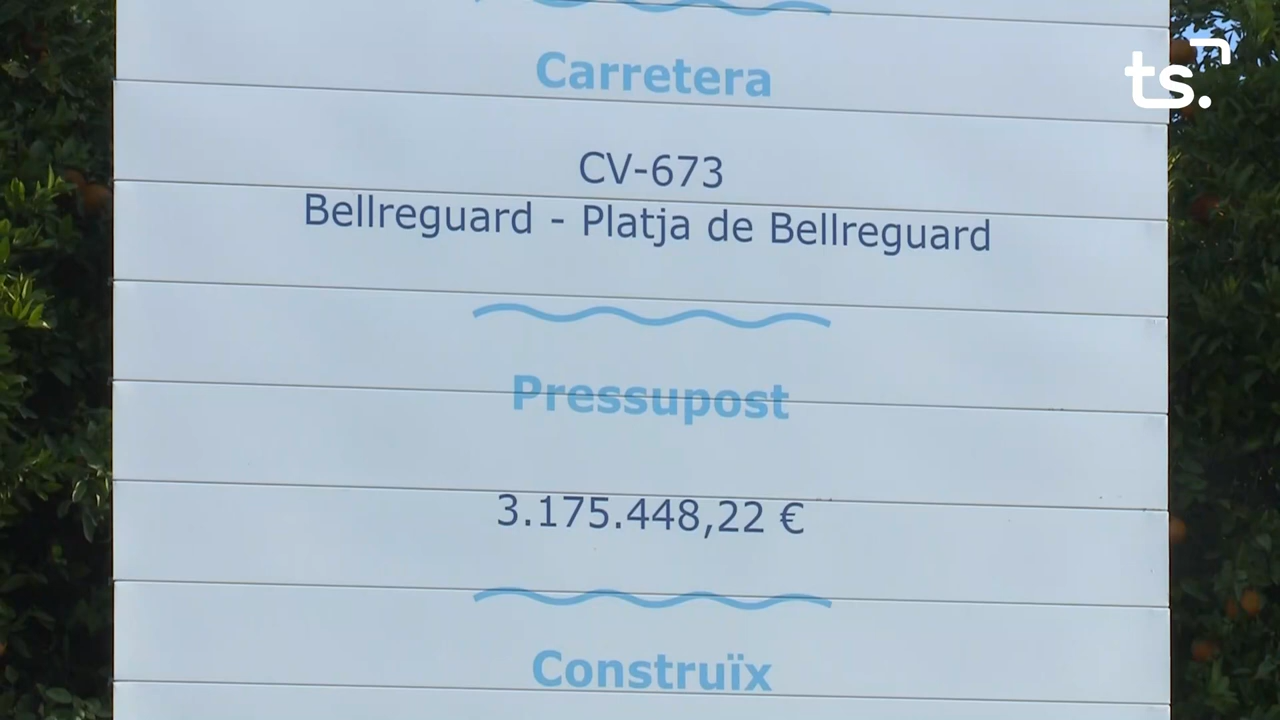 ts.
Carretera
CV-673
Bellreguard - Platja de Bellreguard
Pressupost
3.175.448,22 €
Construïx